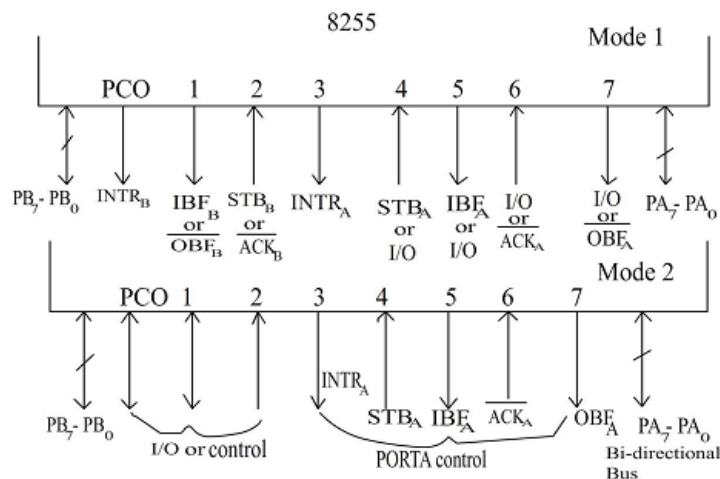 8255
Mode 1
PCO 1 2 3 4 5 6 7
PB7- PB0 INTRB IBFB or OBFB STBB or ACKB INTRA STBA or I/O IBFA or I/O I/O or ACKA I/O or OBFA PA7- PA0
Mode 2
PCO 1 2 3 4 5 6 7
INTRA
PB7- PB0 STBA IBFA ACKA OBFA PA7- PA0
I/O or control
PORTA control
Bi-directional
Bus